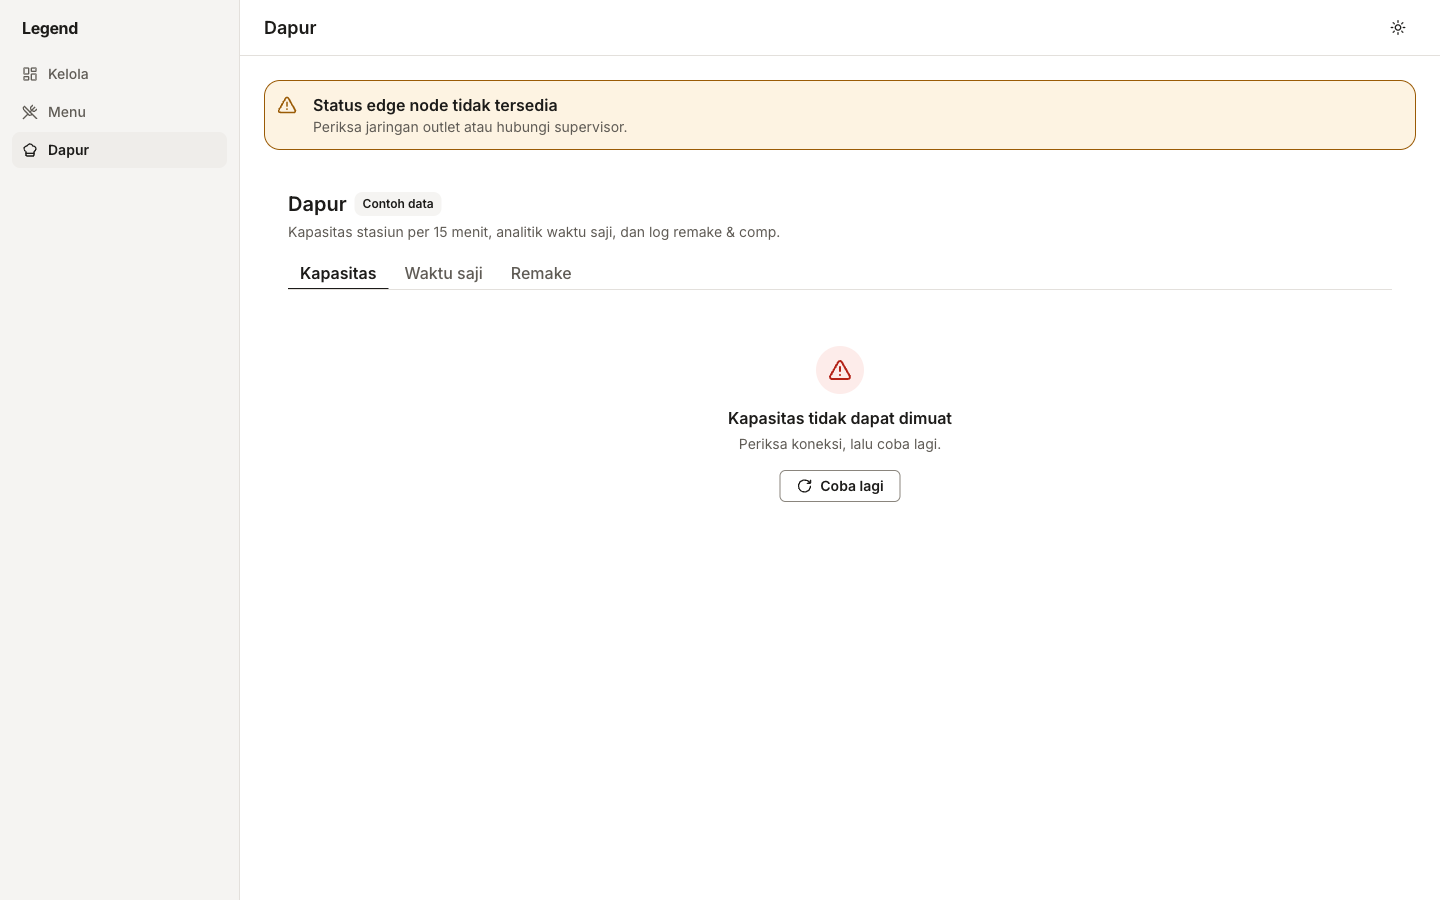 Legend
Kelola
Menu
Dapur
Dapur
Status edge node tidak tersedia
Periksa jaringan outlet atau hubungi supervisor.
Dapur Contoh data
Kapasitas stasiun per 15 menit, analitik waktu saji, dan log remake & comp.
Kapasitas Waktu saji Remake
Kapasitas tidak dapat dimuat
Periksa koneksi, lalu coba lagi.
Coba lagi